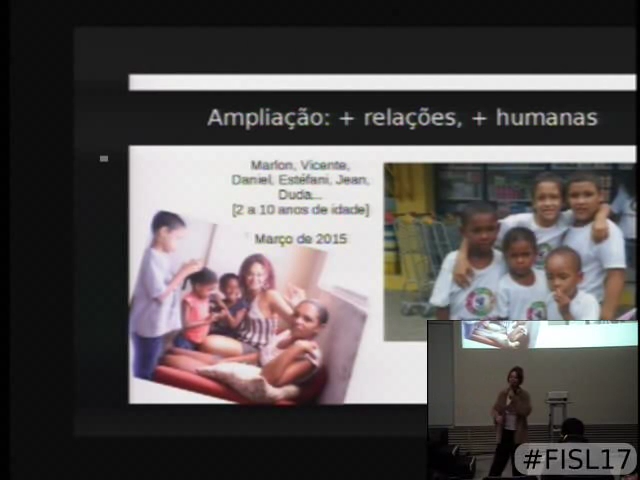 Ampliação: + relações, + humanas
Marlon, Vicente,
Daniel, Estéfani, Jean,
Duda...
[2 a 10 anos de idade]
Março de 2015
#FISL17